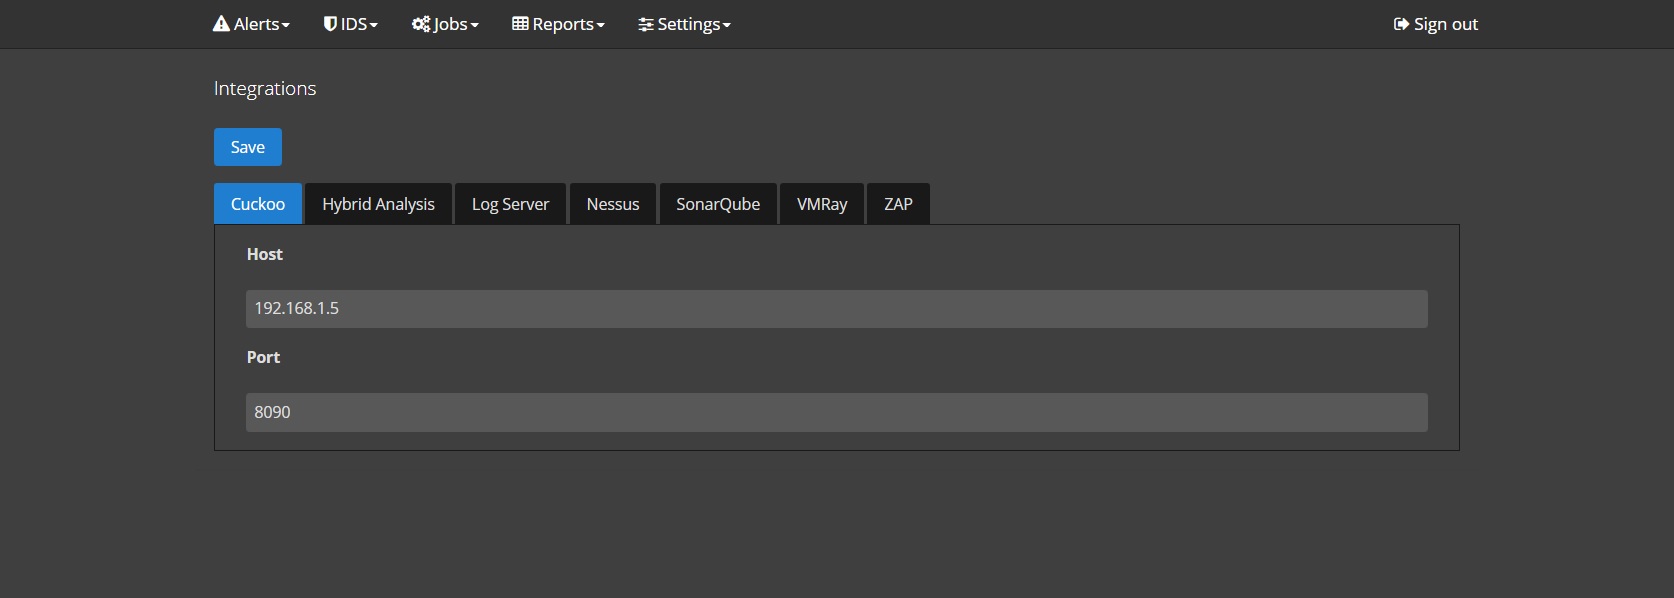 Alerts IDS Jobs Reports Settings Sign out
Integrations
Save
Cuckoo Hybrid Analysis Log Server Nessus SonarQube VMRay ZAP
Host
192.168.1.5
Port
8090